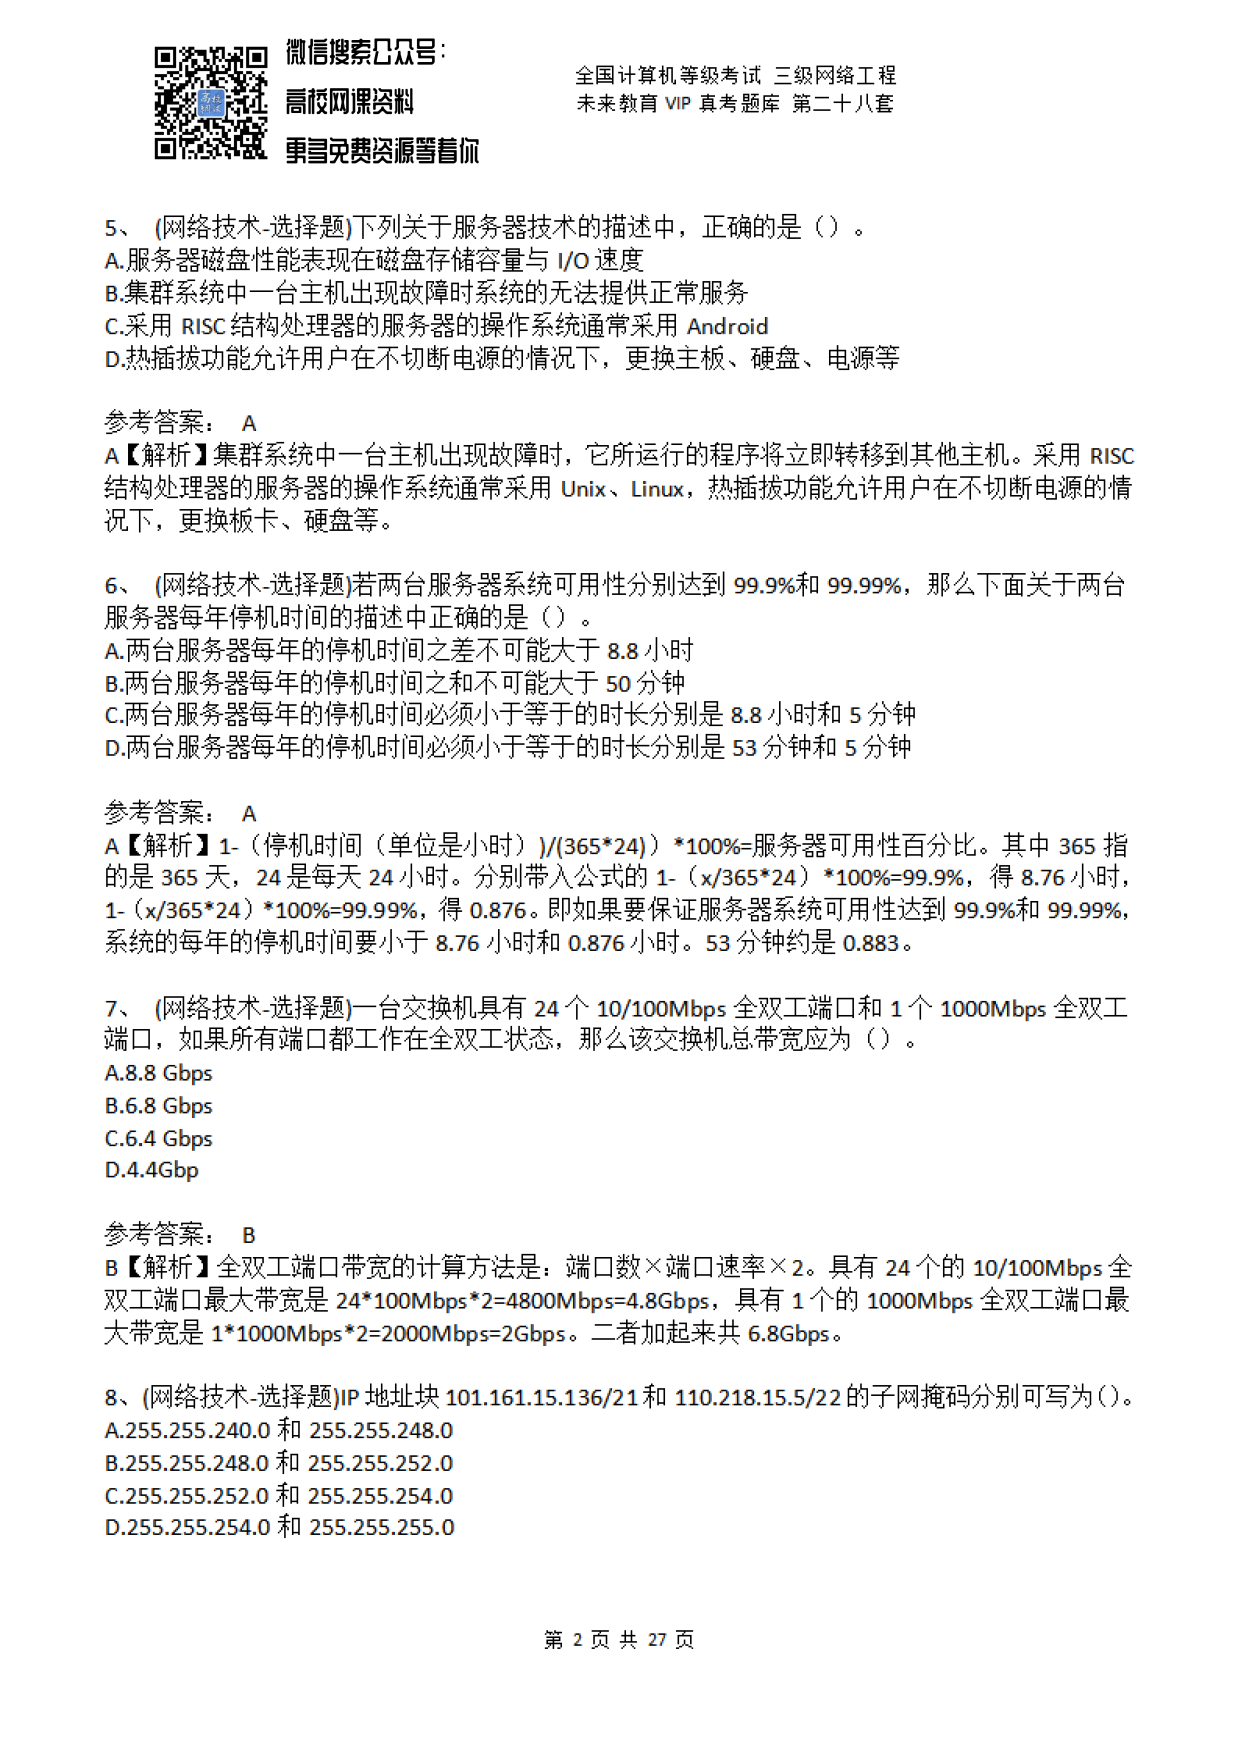 微信搜索公众号：
高校网课资料
更多免费资源等着你
全国计算机等级考试 三级网络工程
未来教育 VIP 真考题库 第二十八套
5、 (网络技术-选择题)下列关于服务器技术的描述中，正确的是（）。
A.服务器磁盘性能表现在磁盘存储容量与 I/O 速度
B.集群系统中一台主机出现故障时系统的无法提供正常服务
C.采用 RISC 结构处理器的服务器的操作系统通常采用 Android
D.热插拔功能允许用户在不切断电源的情况下，更换主板、硬盘、电源等
参考答案： A
A【解析】集群系统中一台主机出现故障时，它所运行的程序将立即转移到其他主机。采用 RISC
结构处理器的服务器的操作系统通常采用 Unix、Linux，热插拔功能允许用户在不切断电源的情
况下，更换板卡、硬盘等。
6、 (网络技术-选择题)若两台服务器系统可用性分别达到 99.9%和 99.99%，那么下面关于两台
服务器每年停机时间的描述中正确的是（）。
A.两台服务器每年的停机时间之差不可能大于 8.8 小时
B.两台服务器每年的停机时间之和不可能大于 50 分钟
C.两台服务器每年的停机时间必须小于等于的时长分别是 8.8 小时和 5 分钟
D.两台服务器每年的停机时间必须小于等于的时长分别是 53 分钟和 5 分钟
参考答案： A
A【解析】1-（停机时间（单位是小时）)/(365*24)）*100%=服务器可用性百分比。其中 365 指
的是 365 天，24 是每天 24 小时。分别带入公式的 1-（x/365*24）*100%=99.9%，得 8.76 小时，
1-（x/365*24）*100%=99.99%，得 0.876。即如果要保证服务器系统可用性达到 99.9%和 99.99%，
系统的每年的停机时间要小于 8.76 小时和 0.876 小时。53 分钟约是 0.883。
7、 (网络技术-选择题)一台交换机具有 24 个 10/100Mbps 全双工端口和 1 个 1000Mbps 全双工
端口，如果所有端口都工作在全双工状态，那么该交换机总带宽应为（）。
A.8.8 Gbps
B.6.8 Gbps
C.6.4 Gbps
D.4.4Gbp
参考答案： B
B【解析】全双工端口带宽的计算方法是：端口数×端口速率×2。具有 24 个的 10/100Mbps 全
双工端口最大带宽是 24*100Mbps*2=4800Mbps=4.8Gbps，具有 1 个的 1000Mbps 全双工端口最
大带宽是 1*1000Mbps*2=2000Mbps=2Gbps。二者加起来共 6.8Gbps。
8、(网络技术-选择题)IP 地址块 101.161.15.136/21 和 110.218.15.5/22 的子网掩码分别可写为（）。
A.255.255.240.0 和 255.255.248.0
B.255.255.248.0 和 255.255.252.0
C.255.255.252.0 和 255.255.254.0
D.255.255.254.0 和 255.255.255.0
第 2 页 共 27 页